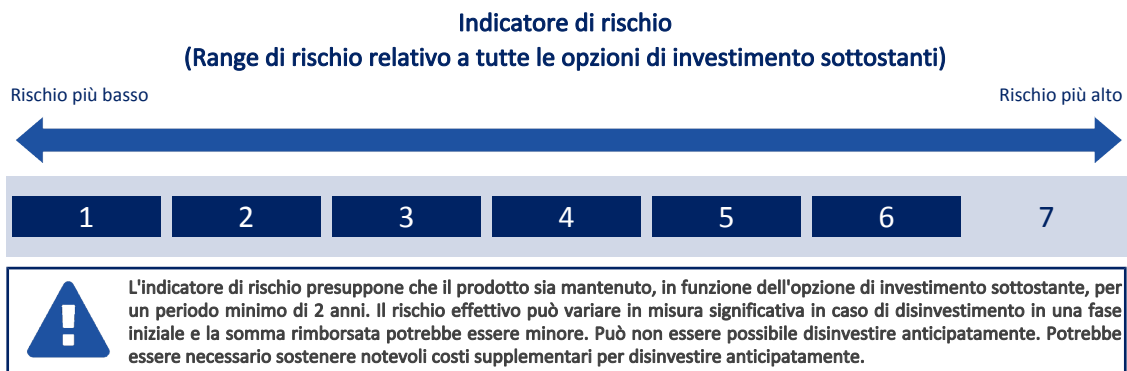 Indicatore di rischio
(Range di rischio relativo a tutte le opzioni di investimento sottostanti)
Rischio più basso Rischio più alto
1 2 3 4 5 6 7
L'indicatore di rischio presuppone che il prodotto sia mantenuto, in funzione dell'opzione di investimento sottostante, per
un periodo minimo di 2 anni. Il rischio effettivo può variare in misura significativa in caso di disinvestimento in una fase
iniziale e la somma rimborsata potrebbe essere minore. Può non essere possibile disinvestire anticipatamente. Potrebbe
essere necessario sostenere notevoli costi supplementari per disinvestire anticipatamente.